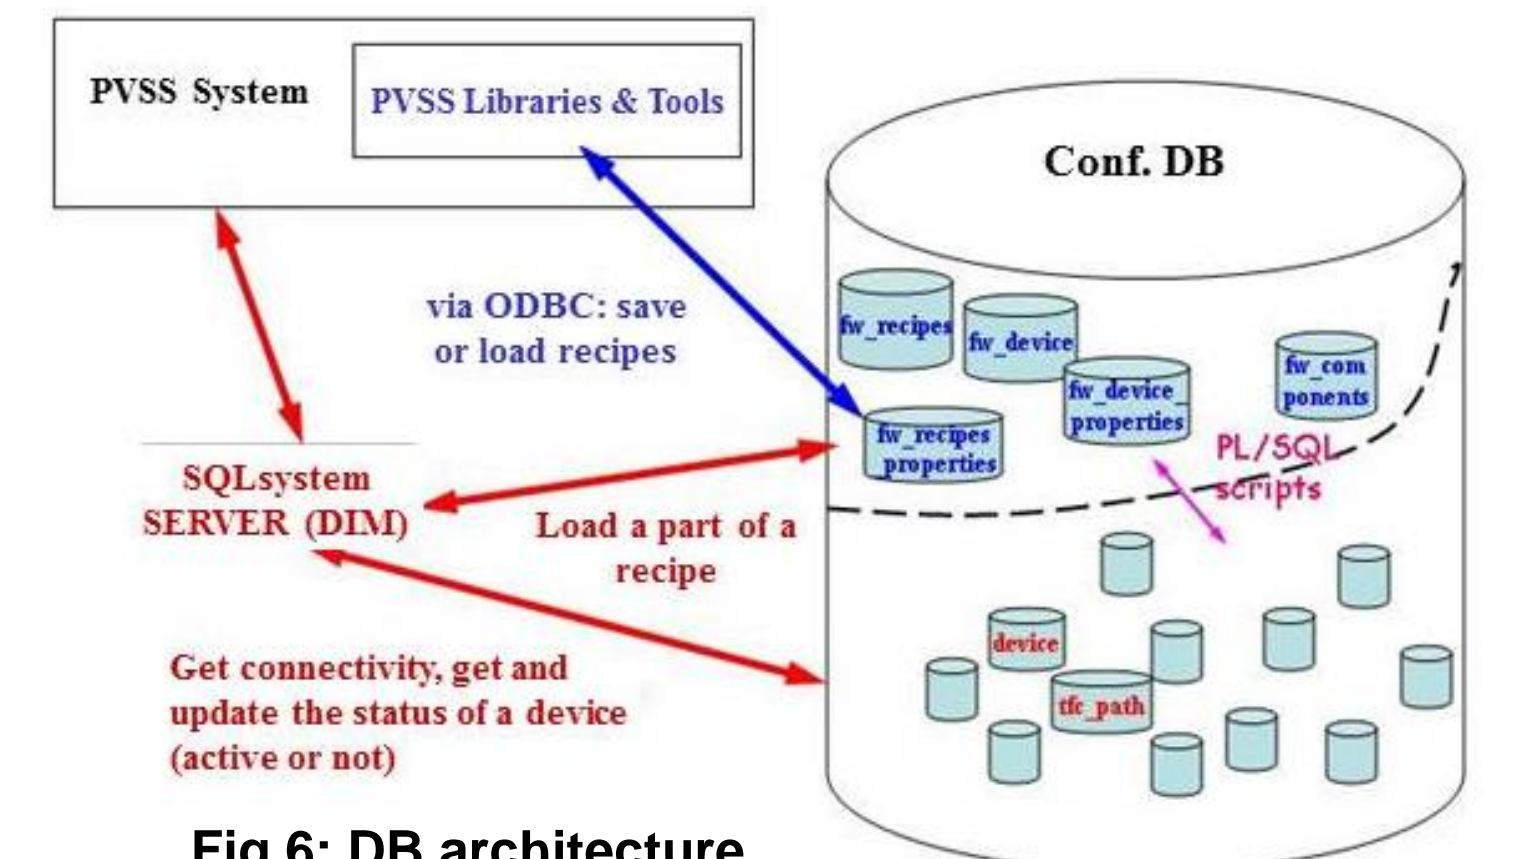 PVSS System
PVSS Libraries & Tools
Conf. DB
via ODBC: save
or load recipes
fw_recipes
fw_device
fw_device_
properties
fw_com
ponents
fw_recipes
_properties
PL/SQL
scripts
SQLsystem
SERVER (DIM)
Load a part of a
recipe
device
tfc_path
Get connectivity, get and
update the status of a device
(active or not)
Fig 6: DB architecture